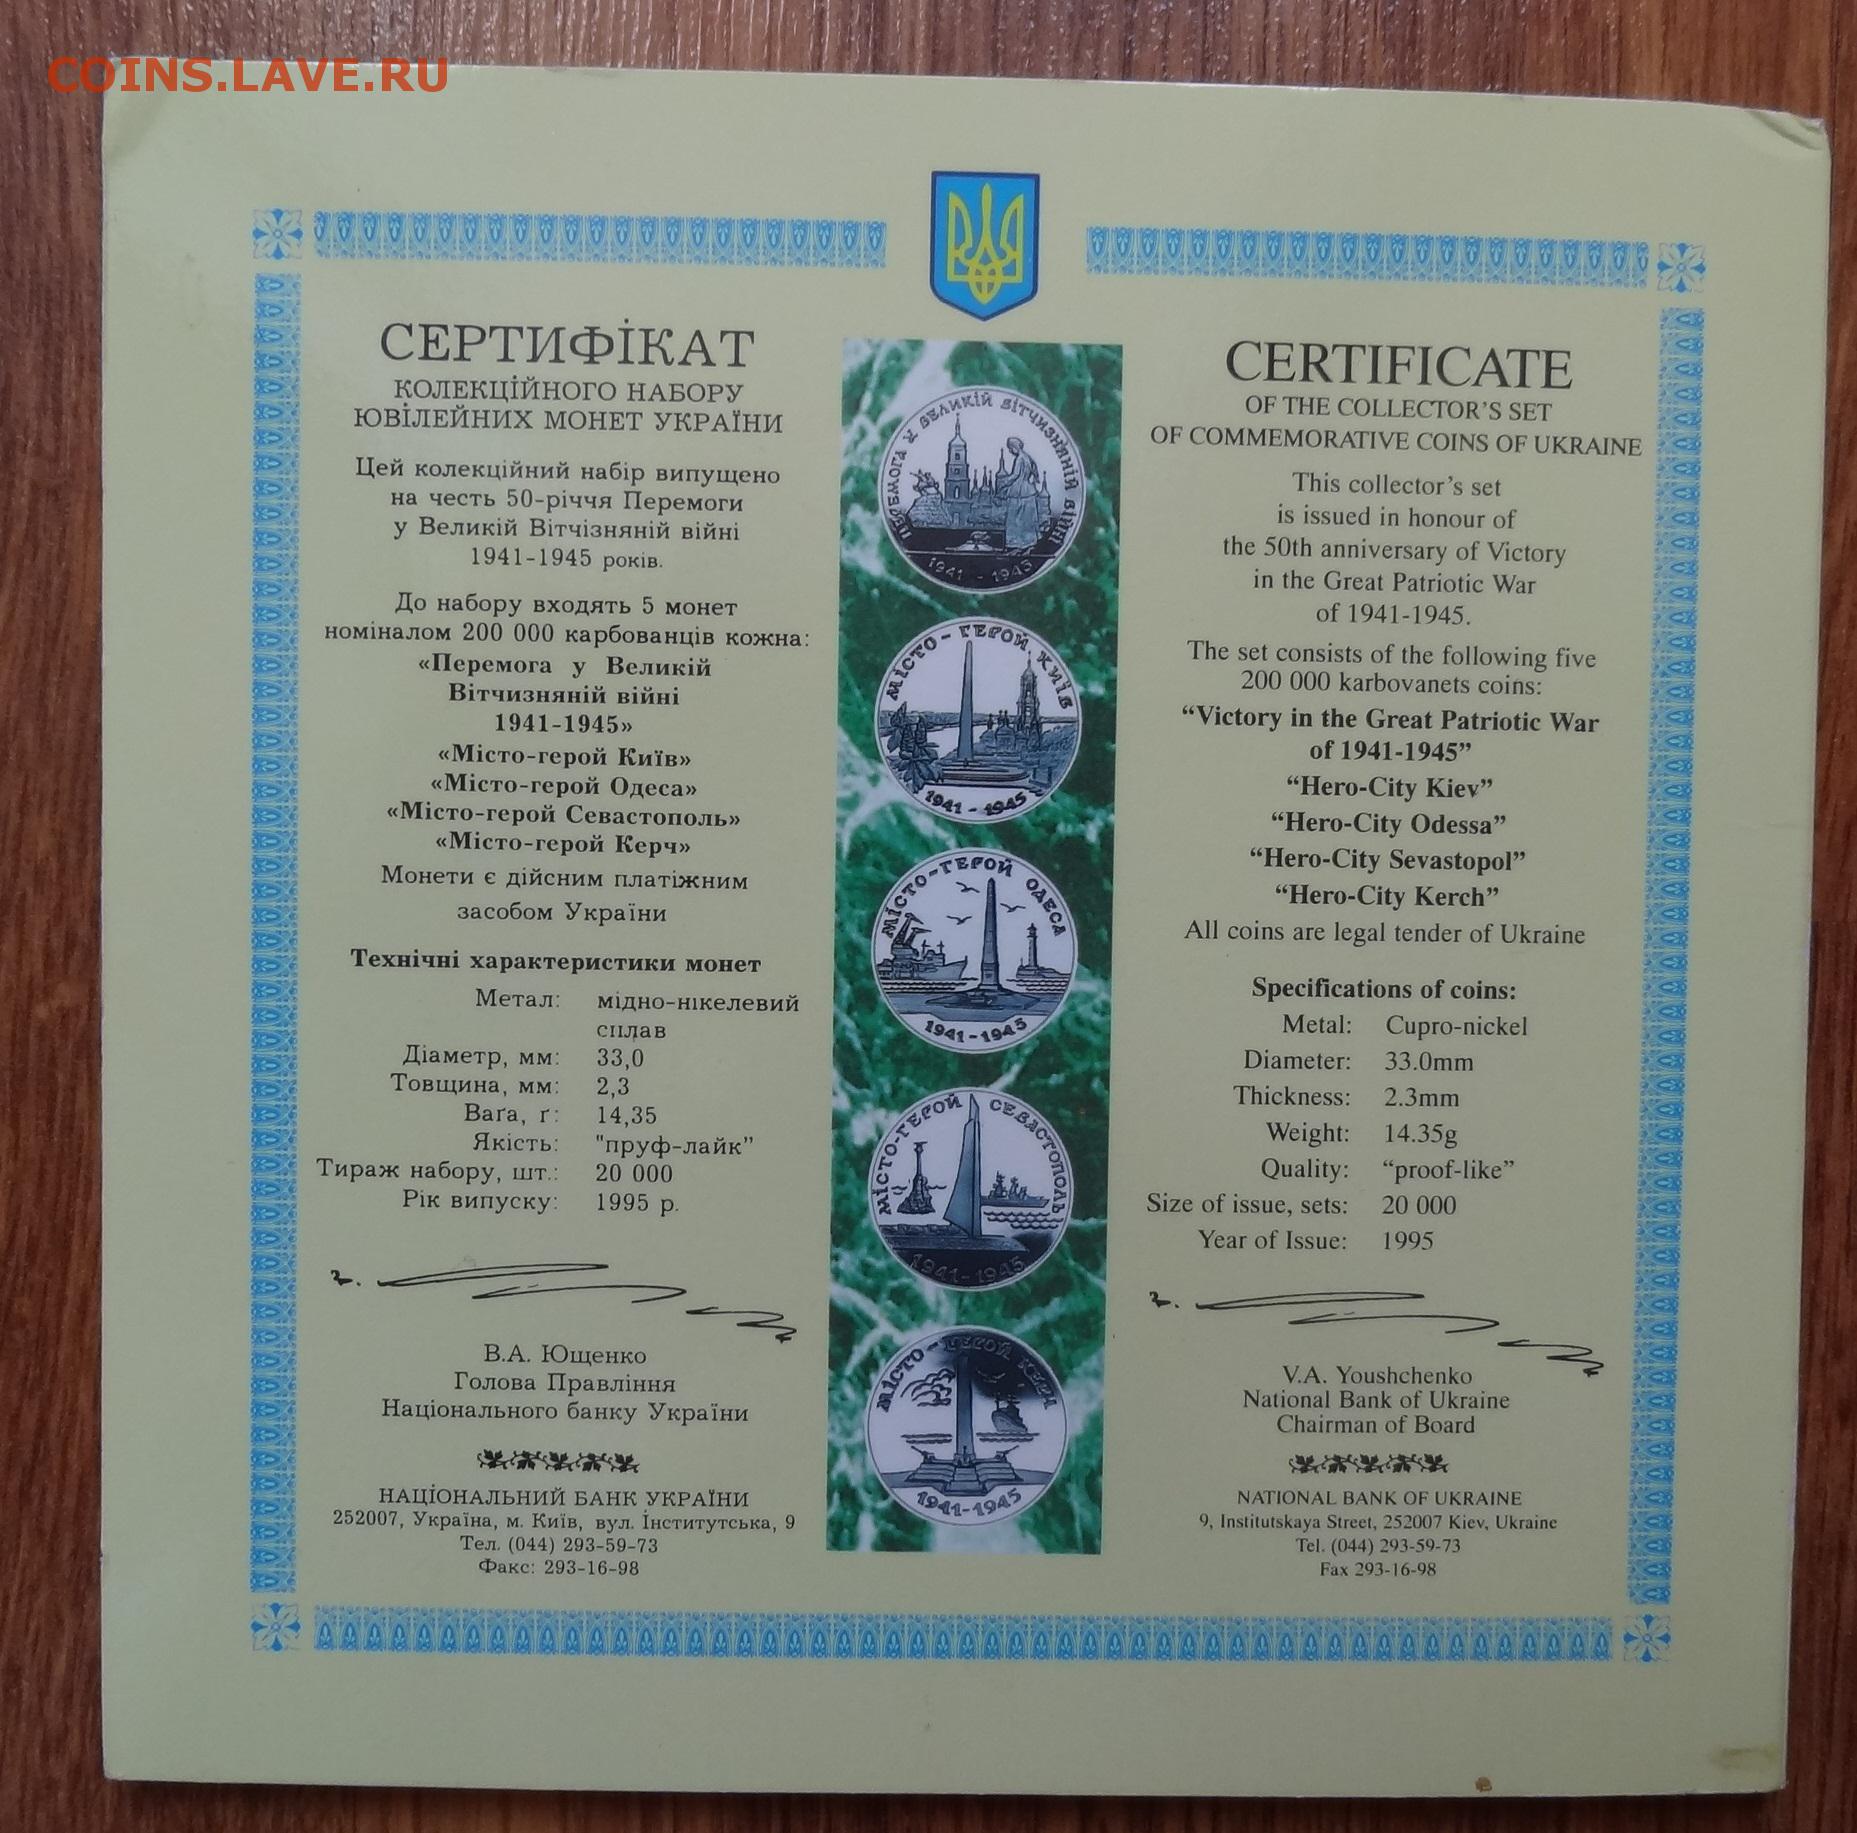 COINS.LAVE.RU
СЕРТИФІКАТ
КОЛЕКЦІЙНОГО НАБОРУ
ЮВІЛЕЙНИХ МОНЕТ УКРАЇНИ
Цей колекційний набір випущено
на честь 50-річчя Перемоги
у Великій Вітчізняній війні
1941-1945 років.
До набору входять 5 монет
номіналом 200 000 карбованців кожна:
«Перемога у Великій
Вітчизняній війні
1941-1945»
«Місто-герой Київ»
«Місто-герой Одеса»
«Місто-герой Севастополь»
«Місто-герой Керч»
Монети є дійсним платіжним
засобом України
Технічні характеристики монет
Метал: мідно-нікелевий
сплав
Діаметр, мм: 33,0
Товщина, мм: 2,3
Ваґа, ґ: 14,35
Якість: "пруф-лайк"
Тираж набору, шт.: 20 000
Рік випуску: 1995 р.
В.А. Ющенко
Голова Правління
Національного банку України
НАЦІОНАЛЬНИЙ БАНК УКРАЇНИ
252007, Україна, м. Київ, вул. Інститутська, 9
Тел. (044) 293-59-73
Факс: 293-16-98
ПЕРЕМОГА У ВЕЛИКІЙ ВІТЧИЗНЯНІЙ ВІЙНІ
1941 - 1945
МІСТО-ГЕРОЙ КИЇВ
1941 - 1945
МІСТО-ГЕРОЙ ОДЕСА
1941-1945
МІСТО-ГЕРОЙ СЕВАСТОПОЛЬ
1941-1945
МІСТО-ГЕРОЙ КЕРЧ
1941-1945
CERTIFICATE
OF THE COLLECTOR'S SET
OF COMMEMORATIVE COINS OF UKRAINE
This collector's set
is issued in honour of
the 50th anniversary of Victory
in the Great Patriotic War
of 1941-1945.
The set consists of the following five
200 000 karbovanets coins:
“Victory in the Great Patriotic War
of 1941-1945”
“Hero-City Kiev”
“Hero-City Odessa”
“Hero-City Sevastopol”
“Hero-City Kerch”
All coins are legal tender of Ukraine
Specifications of coins:
Metal: Cupro-nickel
Diameter: 33.0mm
Thickness: 2.3mm
Weight: 14.35g
Quality: “proof-like”
Size of issue, sets: 20 000
Year of Issue: 1995
V.A. Youshchenko
National Bank of Ukraine
Chairman of Board
NATIONAL BANK OF UKRAINE
9, Institutskaya Street, 252007 Kiev, Ukraine
Tel. (044) 293-59-73
Fax 293-16-98